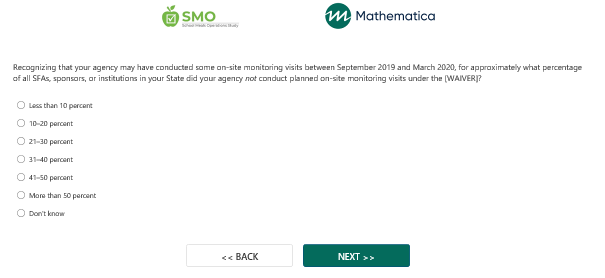 SMO
School Meals Operations Study
Mathematica
Recognizing that your agency may have conducted some on-site monitoring visits between September 2019 and March 2020, for approximately what percentage
of all SFAs, sponsors, or institutions in your State did your agency not conduct planned on-site monitoring visits under the [WAIVER]?
Less than 10 percent
10–20 percent
21–30 percent
31–40 percent
41–50 percent
More than 50 percent
Don't know
<< BACK
NEXT >>